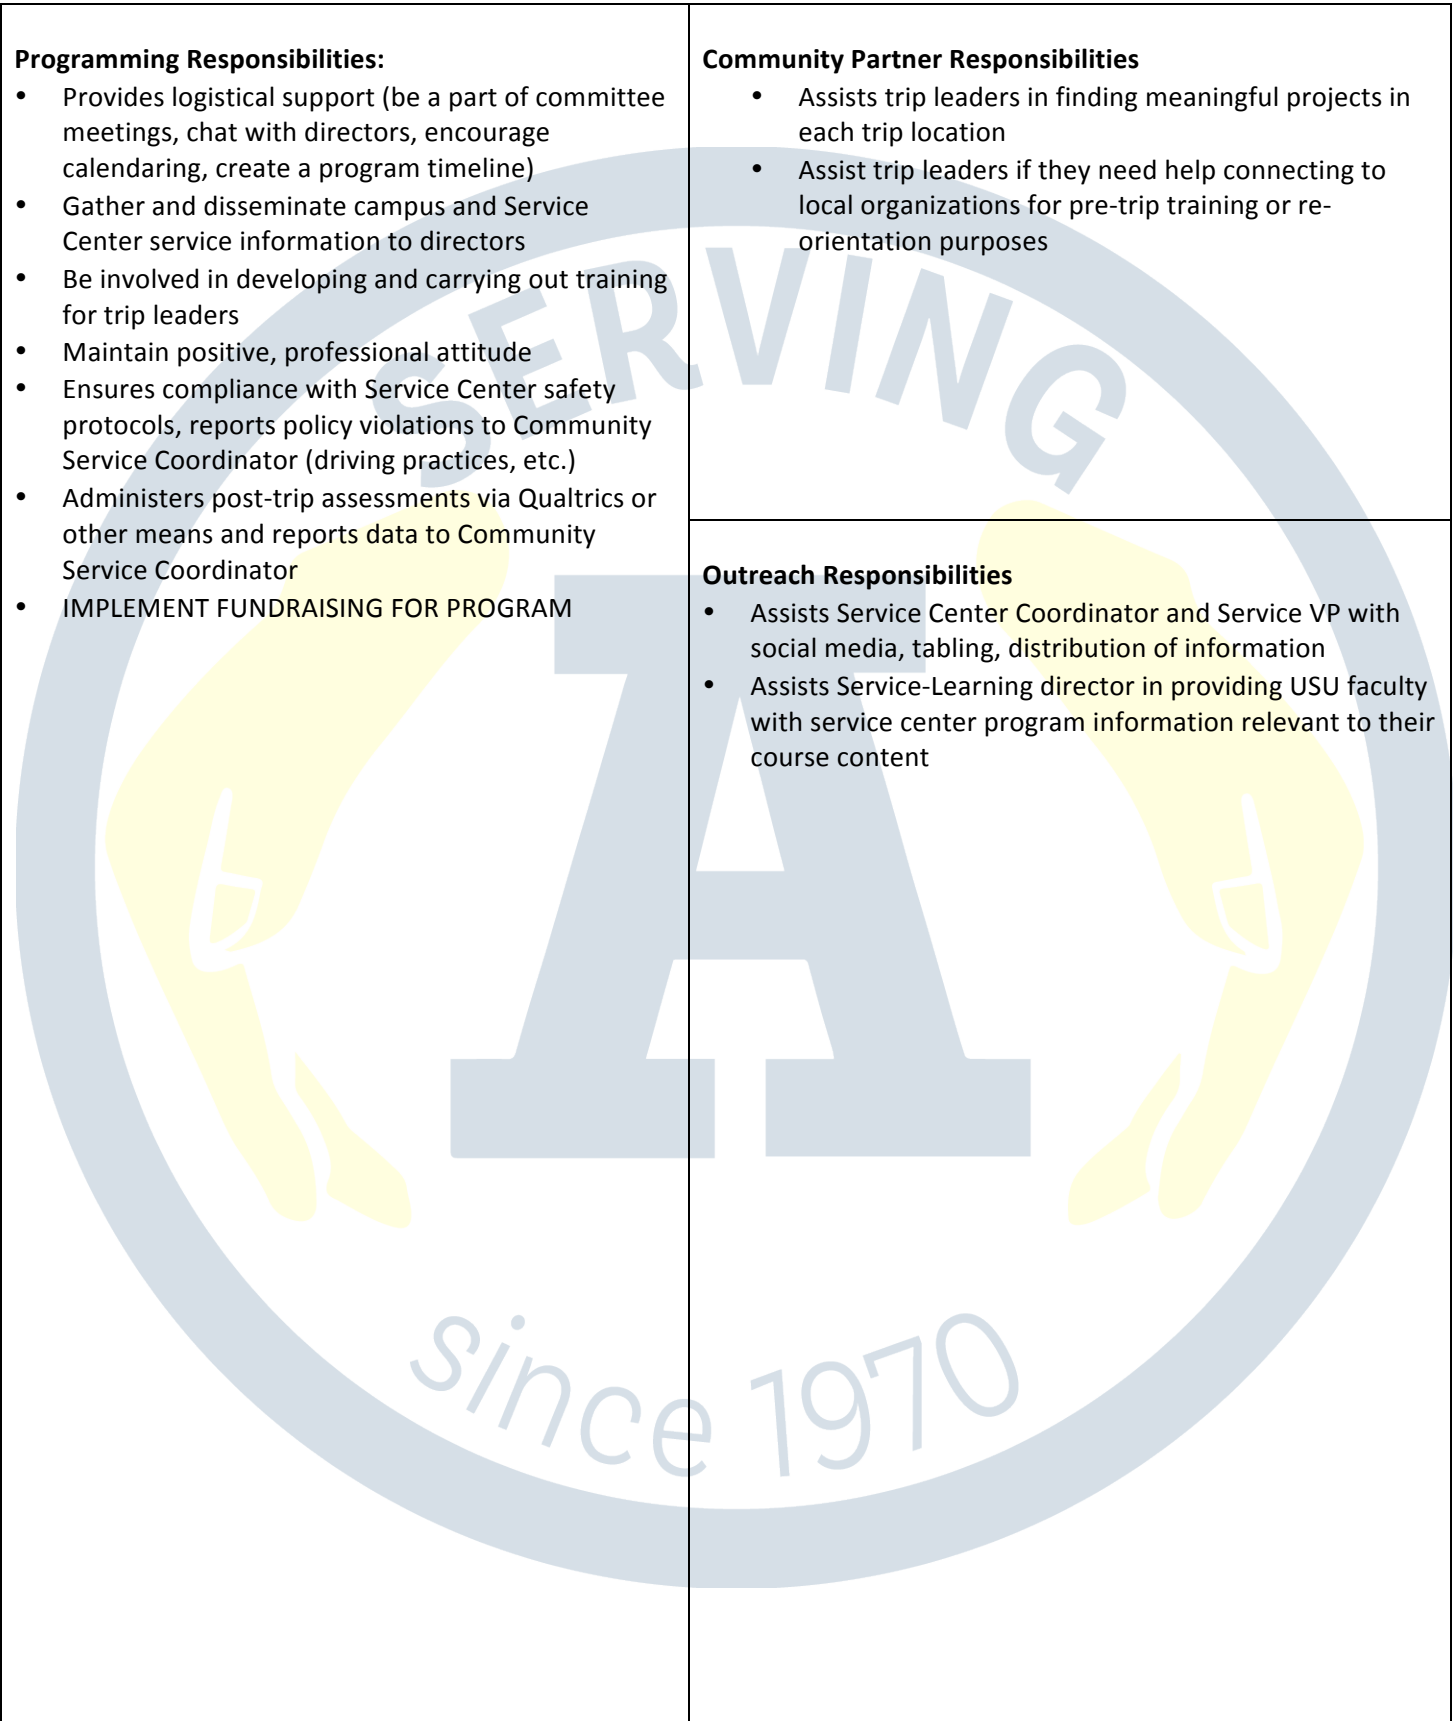 Programming Responsibilities:
• Provides logistical support (be a part of committee
meetings, chat with directors, encourage
calendaring, create a program timeline)
• Gather and disseminate campus and Service
Center service information to directors
• Be involved in developing and carrying out training
for trip leaders
• Maintain positive, professional attitude
• Ensures compliance with Service Center safety
protocols, reports policy violations to Community
Service Coordinator (driving practices, etc.)
• Administers post-trip assessments via Qualtrics or
other means and reports data to Community
Service Coordinator
• IMPLEMENT FUNDRAISING FOR PROGRAM
Community Partner Responsibilities
• Assists trip leaders in finding meaningful projects in
each trip location
• Assist trip leaders if they need help connecting to
local organizations for pre-trip training or re-
orientation purposes
Outreach Responsibilities
• Assists Service Center Coordinator and Service VP with
social media, tabling, distribution of information
• Assists Service-Learning director in providing USU faculty
with service center program information relevant to their
course content
SERVING
A
since 1970